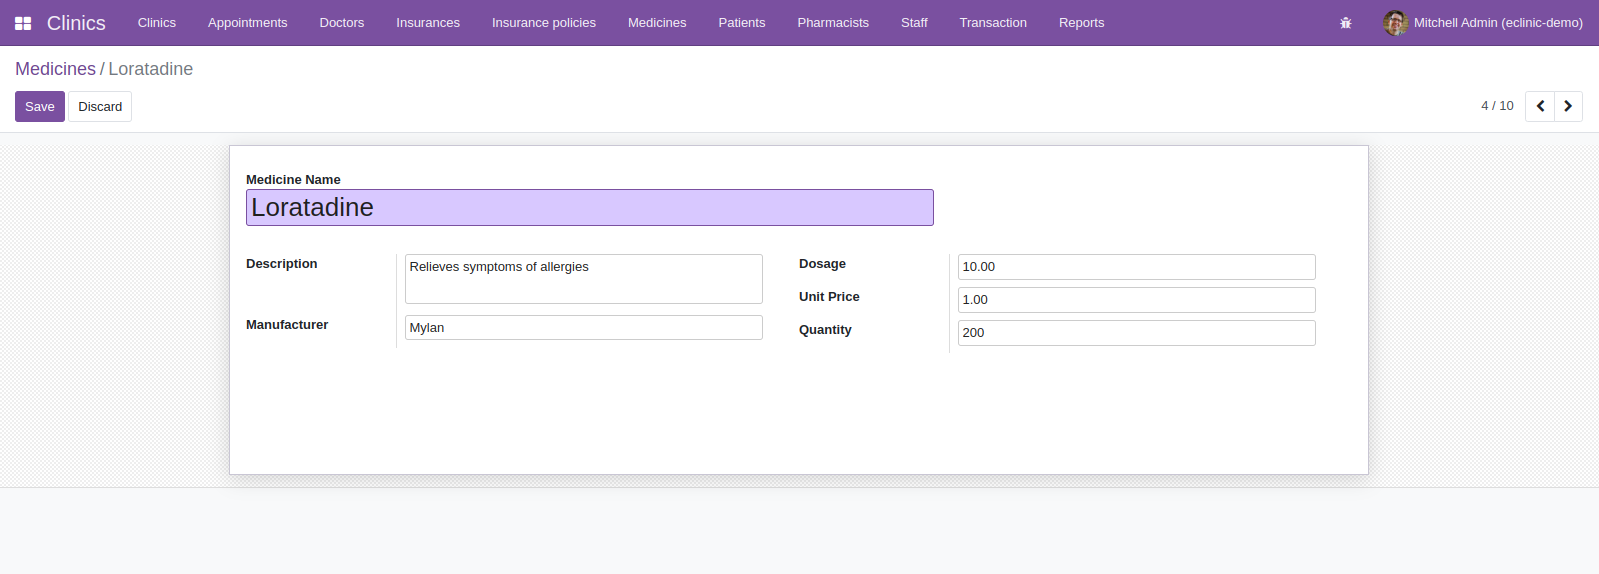 Clinics Clinics Appointments Doctors Insurances Insurance policies Medicines Patients Pharmacists Staff Transaction Reports Mitchell Admin (eclinic-demo)
Medicines / Loratadine
Save Discard 4 / 10
Medicine Name
Loratadine
Description Relieves symptoms of allergies Dosage 10.00
Unit Price 1.00
Manufacturer Mylan Quantity 200